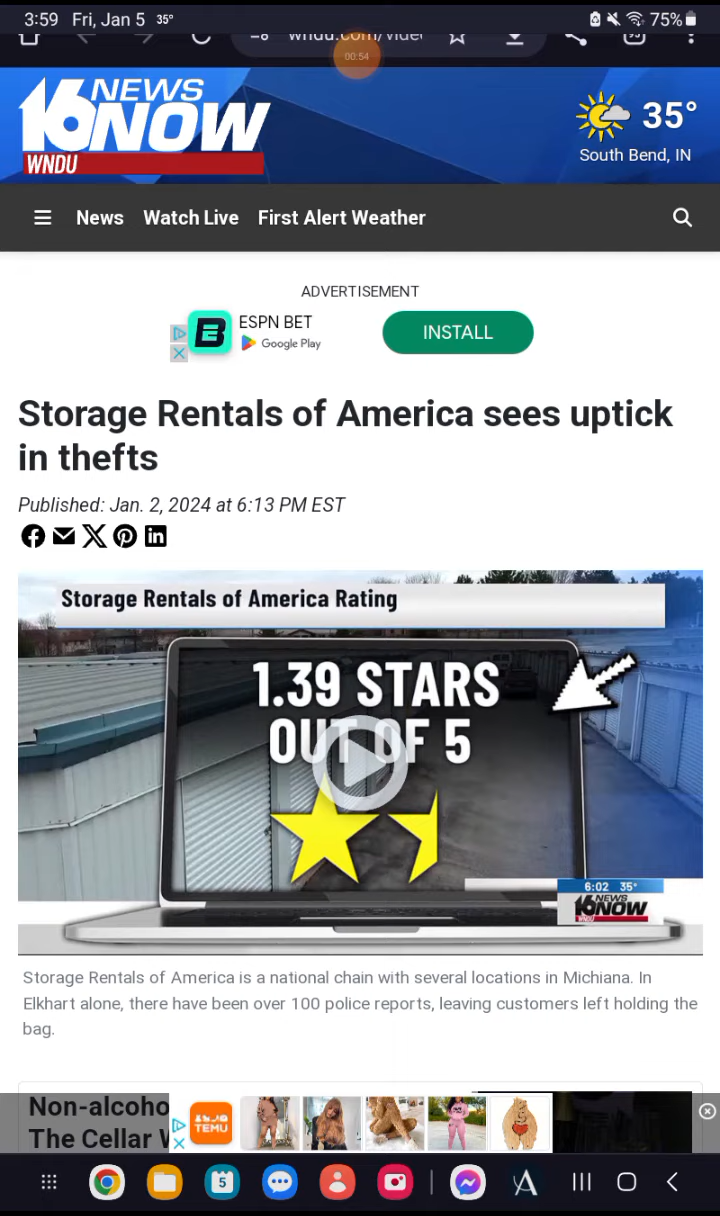 3:59 Fri, Jan 5 35° 75%
00:54
16 NEWS NOW
WNDU
35°
South Bend, IN
News Watch Live First Alert Weather
ADVERTISEMENT
ESPN BET
Google Play
INSTALL
Storage Rentals of America sees uptick
in thefts
Published: Jan. 2, 2024 at 6:13 PM EST
Storage Rentals of America Rating
1.39 STARS
OUT OF 5
6:02 35°
16 NEWS NOW
WNDU
Storage Rentals of America is a national chain with several locations in Michiana. In
Elkhart alone, there have been over 100 police reports, leaving customers left holding the
bag.
Non-alcoho
The Cellar
TEMU
5